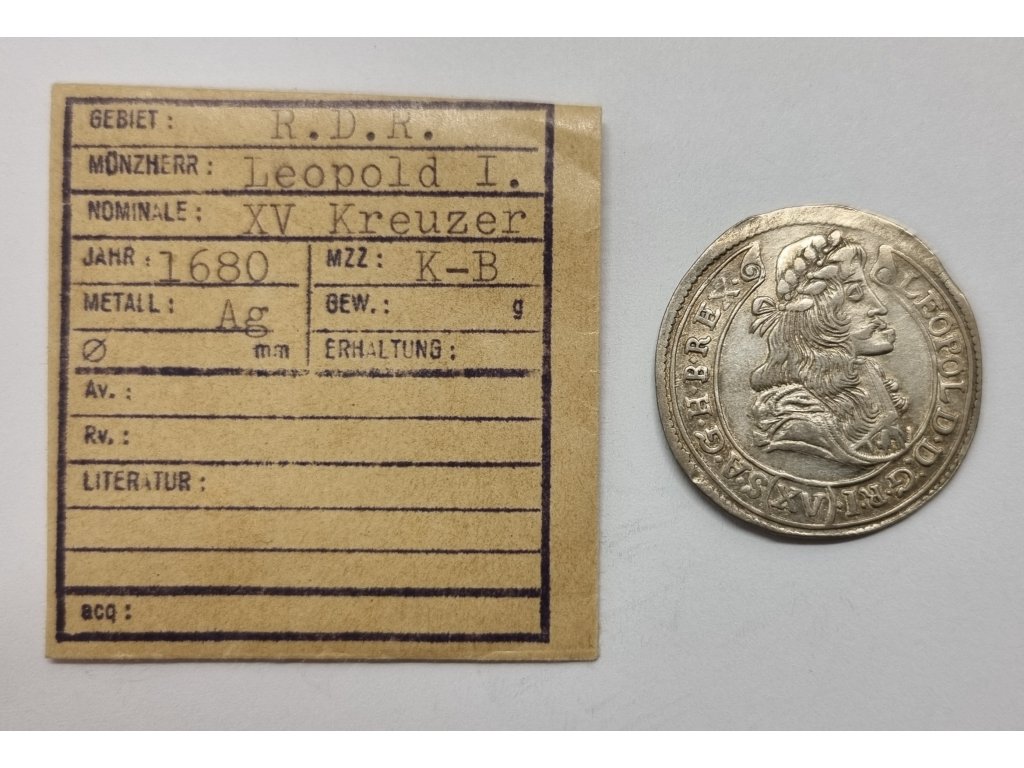 GEBIET: R.D.R.
MÜNZHERR: Leopold I.
NOMINALE: XV Kreuzer
JAHR: 1680 MZZ: K-B
METALL: Ag GEW.: g
Ø mm ERHALTUNG:
Av.:
Rv.:
LITERATUR:
acq:
LEOPOL·D·D·G·R·I·
XV
S·A·G·H·B·REX·